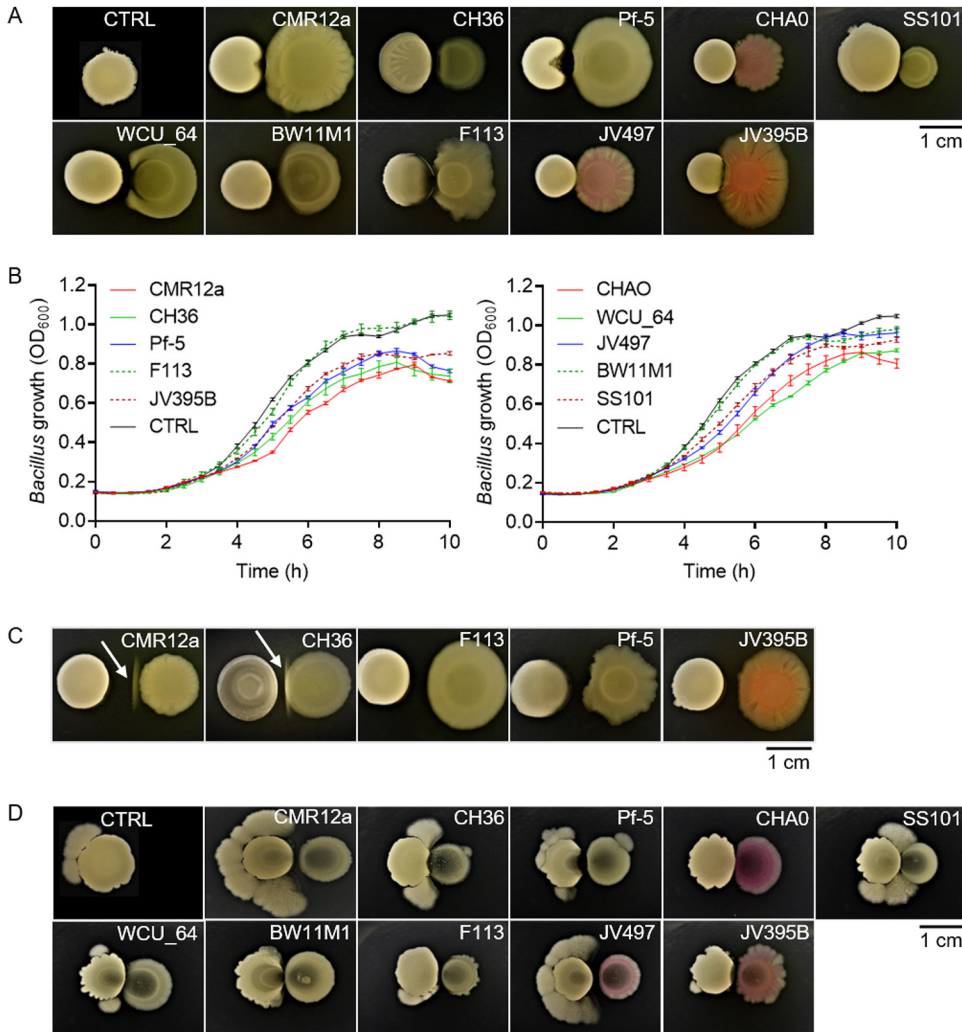 A
CTRL
CMR12a
CH36
Pf-5
CHA0
SS101
WCU_64
BW11M1
F113
JV497
JV395B
1 cm
B
Bacillus growth (OD600)
1.2
1.0
0.8
0.6
0.4
0.2
0.0
CMR12a
CH36
Pf-5
F113
JV395B
CTRL
0 2 4 6 8 10
Time (h)
Bacillus growth (OD600)
1.2
1.0
0.8
0.6
0.4
0.2
0.0
CHAO
WCU_64
JV497
BW11M1
SS101
CTRL
0 2 4 6 8 10
Time (h)
C
CMR12a
CH36
F113
Pf-5
JV395B
1 cm
D
CTRL
CMR12a
CH36
Pf-5
CHA0
SS101
WCU_64
BW11M1
F113
JV497
JV395B
1 cm